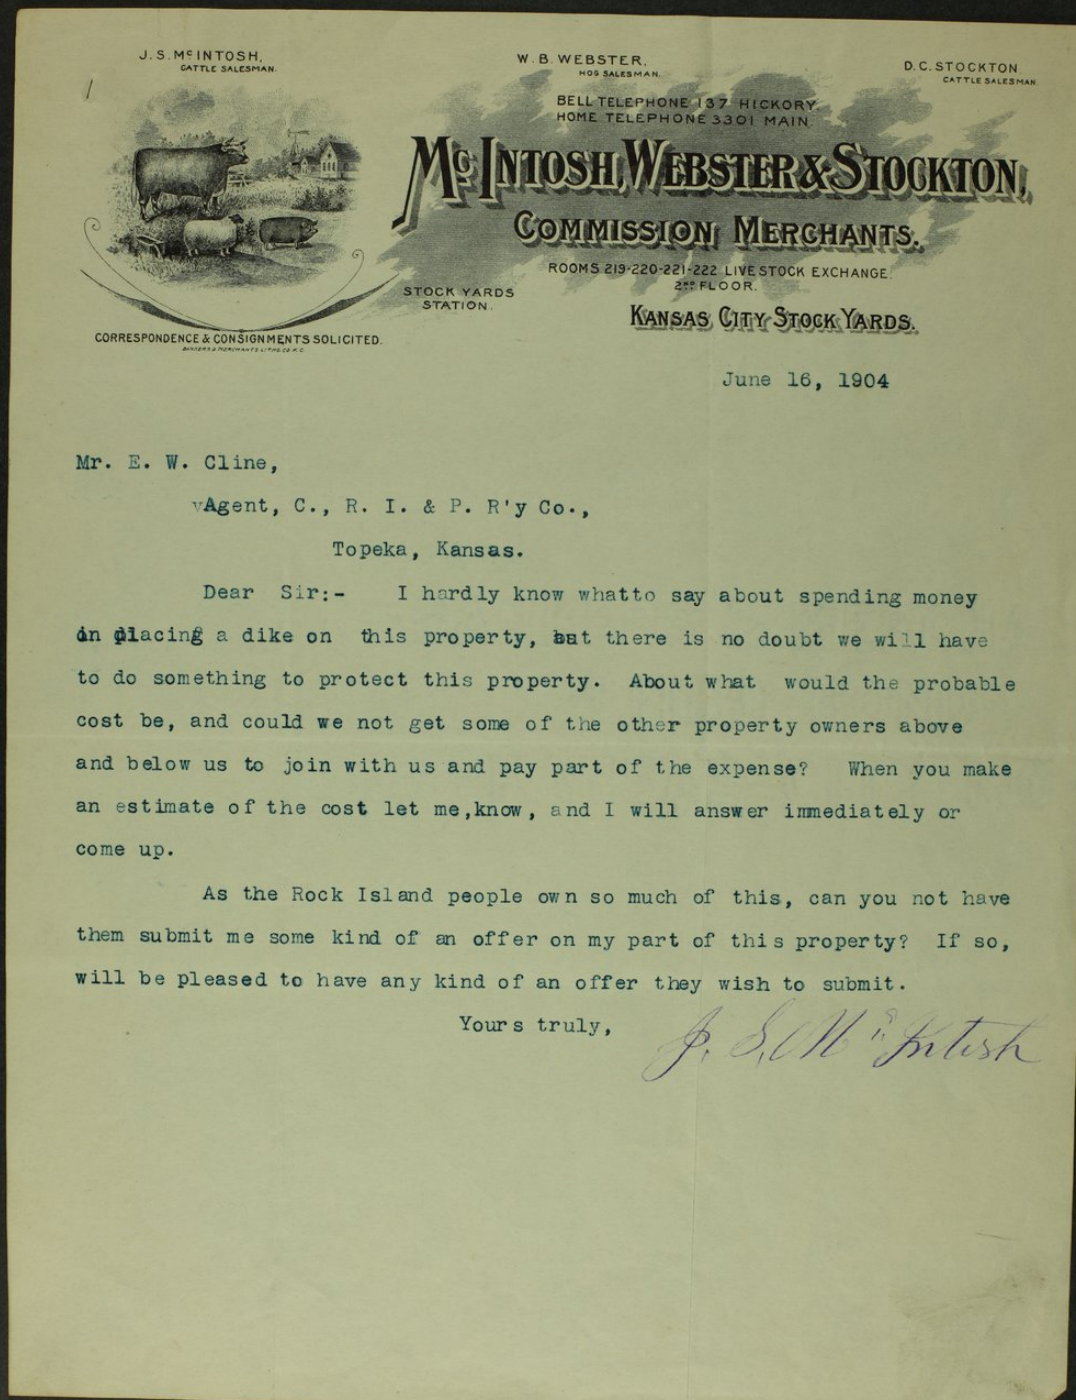 J. S. McINTOSH,
CATTLE SALESMAN.
W. B. WEBSTER,
HOG SALESMAN.
D. C. STOCKTON
CATTLE SALESMAN
BELL TELEPHONE 137 HICKORY.
HOME TELEPHONE 3301 MAIN.
McINTOSH, WEBSTER & STOCKTON,
COMMISSION MERCHANTS.
ROOMS 219-220-221-222 LIVE STOCK EXCHANGE.
2ND FLOOR.
STOCK YARDS
STATION.
KANSAS CITY STOCK YARDS.
CORRESPONDENCE & CONSIGNMENTS SOLICITED.
BANKERS & MERCHANTS LITHO. CO. K.C.
June 16, 1904
Mr. E. W. Cline,
vAgent, C., R. I. & P. R'y Co.,
Topeka, Kansas.
Dear Sir:- I hardly know whatto say about spending money
in placing a dike on this property, but there is no doubt we will have
to do something to protect this property. About what would the probable
cost be, and could we not get some of the other property owners above
and below us to join with us and pay part of the expense? When you make
an estimate of the cost let me,know, and I will answer immediately or
come up.
As the Rock Island people own so much of this, can you not have
them submit me some kind of an offer on my part of this property? If so,
will be pleased to have any kind of an offer they wish to submit.
Yours truly,
J. S. McIntosh